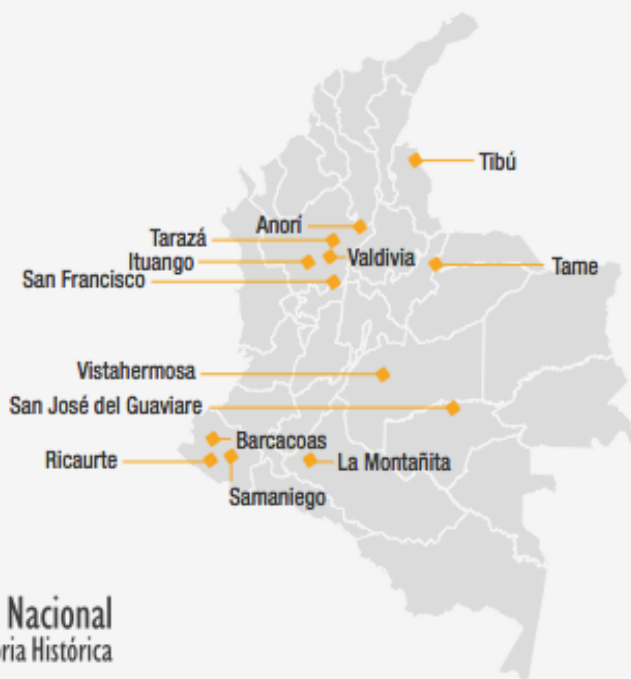 Tibú
Anorí
Tarazá
Valdivia
Ituango
Tame
San Francisco
Vistahermosa
San José del Guaviare
Barcacoas
Ricaurte
La Montañita
Samaniego
Nacional
ria Histórica